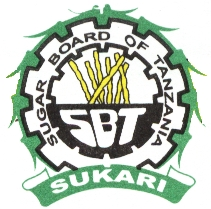 SUGAR BOARD OF TANZANIA
SBT
SUKARI